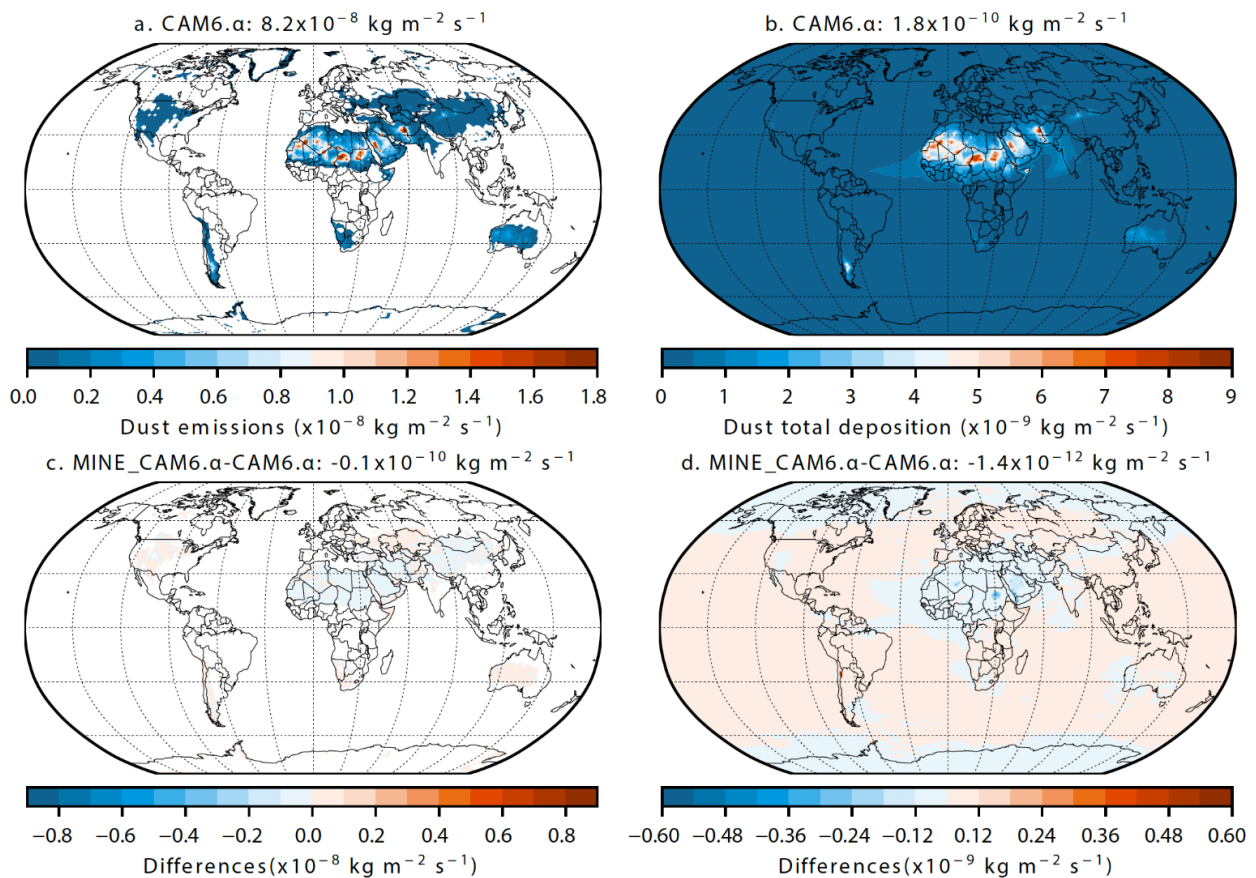 a. CAM6.α: 8.2x10⁻⁸ kg m⁻² s⁻¹
b. CAM6.α: 1.8x10⁻¹⁰ kg m⁻² s⁻¹
0.0 0.2 0.4 0.6 0.8 1.0 1.2 1.4 1.6 1.8
Dust emissions (x10⁻⁸ kg m⁻² s⁻¹)
0 1 2 3 4 5 6 7 8 9
Dust total deposition (x10⁻⁹ kg m⁻² s⁻¹)
c. MINE_CAM6.α-CAM6.α: -0.1x10⁻¹⁰ kg m⁻² s⁻¹
d. MINE_CAM6.α-CAM6.α: -1.4x10⁻¹² kg m⁻² s⁻¹
−0.8 −0.6 −0.4 −0.2 0.0 0.2 0.4 0.6 0.8
Differences(x10⁻⁸ kg m⁻² s⁻¹)
−0.60 −0.48 −0.36 −0.24 −0.12 0.12 0.24 0.36 0.48 0.60
Differences(x10⁻⁹ kg m⁻² s⁻¹)